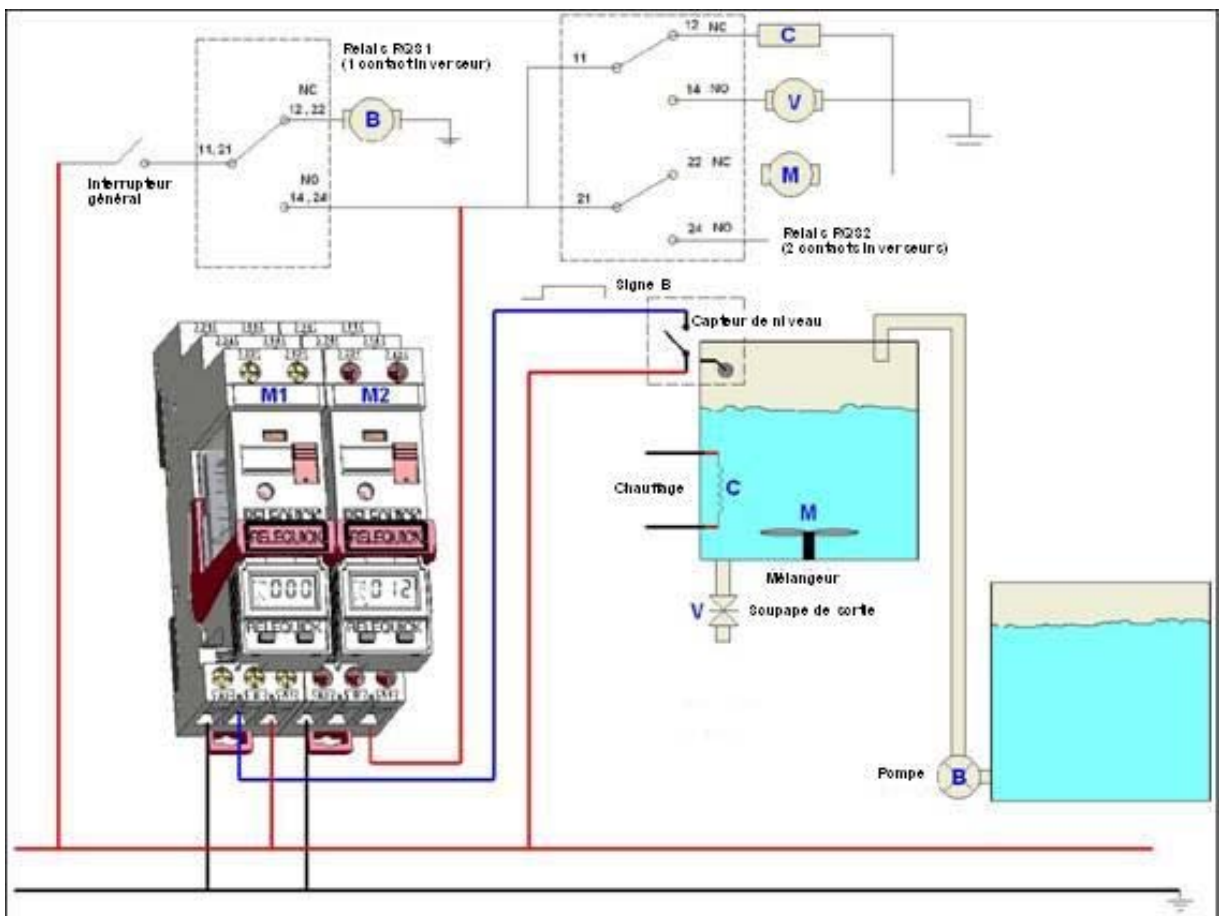 12 NC
C
Relais RQS1
(1 contact inverseur)
11
NC
12,22
B
14 NO
V
11,21
22 NC
M
Interrupteur
général
NO
14,24
21
24 NO
Relais RQS2
(2 contacts inverseurs)
Signe B
Capteur de niveau
M1
M2
Chauffage
C
M
RELEQUICK
RELEQUICK
RELEQUICK
RELEQUICK
000
012
RELEQUICK
RELEQUICK
Mélangeur
V
Soupape de sortie
Pompe
B